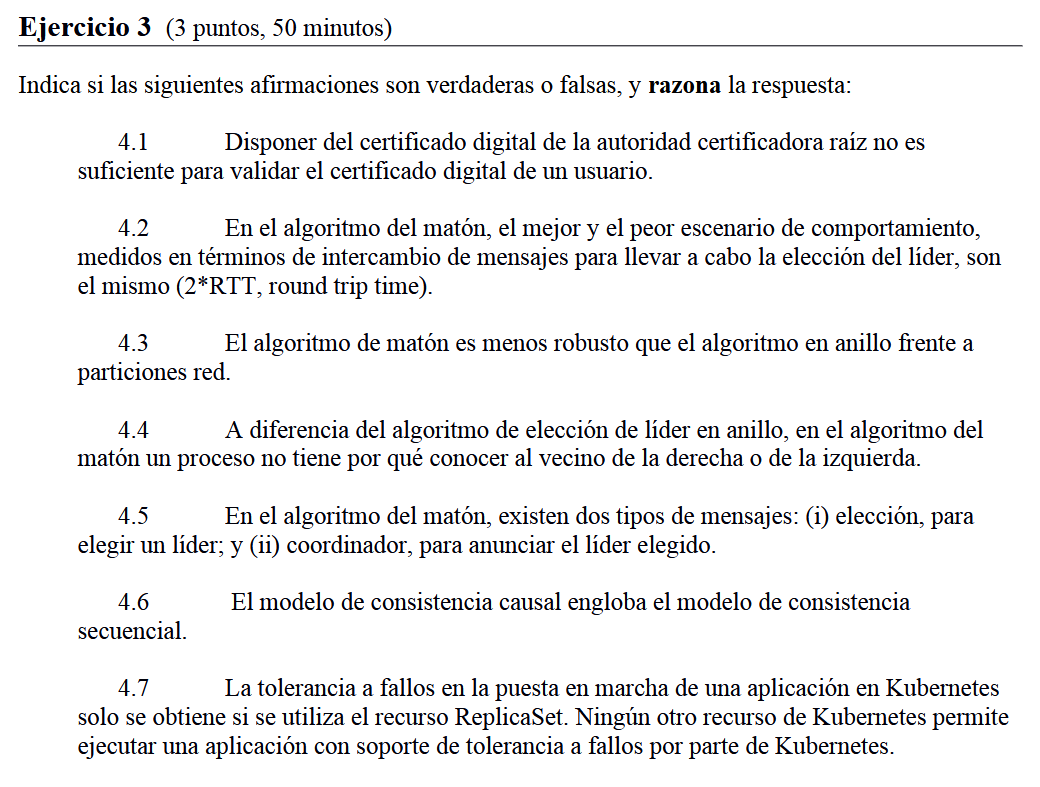 Ejercicio 3 (3 puntos, 50 minutos)
Indica si las siguientes afirmaciones son verdaderas o falsas, y razona la respuesta:
4.1 Disponer del certificado digital de la autoridad certificadora raíz no es
suficiente para validar el certificado digital de un usuario.
4.2 En el algoritmo del matón, el mejor y el peor escenario de comportamiento,
medidos en términos de intercambio de mensajes para llevar a cabo la elección del líder, son
el mismo (2*RTT, round trip time).
4.3 El algoritmo de matón es menos robusto que el algoritmo en anillo frente a
particiones red.
4.4 A diferencia del algoritmo de elección de líder en anillo, en el algoritmo del
matón un proceso no tiene por qué conocer al vecino de la derecha o de la izquierda.
4.5 En el algoritmo del matón, existen dos tipos de mensajes: (i) elección, para
elegir un líder; y (ii) coordinador, para anunciar el líder elegido.
4.6 El modelo de consistencia causal engloba el modelo de consistencia
secuencial.
4.7 La tolerancia a fallos en la puesta en marcha de una aplicación en Kubernetes
solo se obtiene si se utiliza el recurso ReplicaSet. Ningún otro recurso de Kubernetes permite
ejecutar una aplicación con soporte de tolerancia a fallos por parte de Kubernetes.